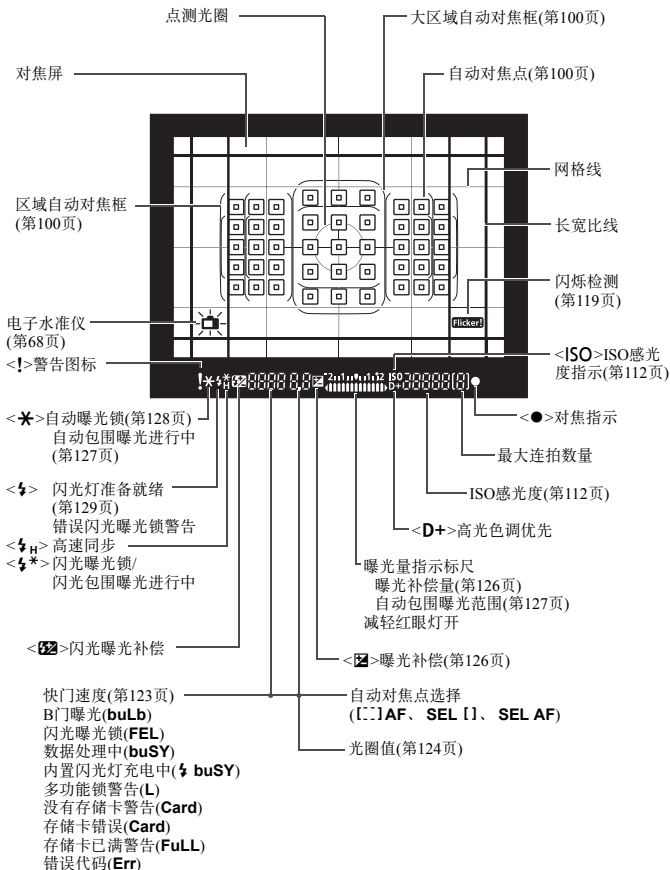 点测光圈
大区域自动对焦框(第100页)
对焦屏
自动对焦点(第100页)
网格线
区域自动对焦框
(第100页)
长宽比线
闪烁检测
(第119页)
Flicker!
电子水准仪
(第68页)
<!>警告图标
<ISO>ISO感光
度指示(第112页)
<✱>自动曝光锁(第128页)
自动包围曝光进行中
(第127页)
<●>对焦指示
最大连拍数量
<⚡> 闪光灯准备就绪
(第129页)
错误闪光曝光锁警告
ISO感光度(第112页)
<D+>高光色调优先
<⚡H>高速同步
<⚡*>闪光曝光锁/
闪光包围曝光进行中
曝光量指示标尺
曝光补偿量(第126页)
自动包围曝光范围(第127页)
减轻红眼灯开
<>闪光曝光补偿
<>曝光补偿(第126页)
快门速度(第123页)
B门曝光(buLb)
闪光曝光锁(FEL)
数据处理中(buSY)
内置闪光灯充电中(⚡ buSY)
多功能锁警告(L)
没有存储卡警告(Card)
存储卡错误(Card)
存储卡已满警告(FuLL)
错误代码(Err)
自动对焦点选择
([ ] AF、 SEL [ ]、 SEL AF)
光圈值(第124页)